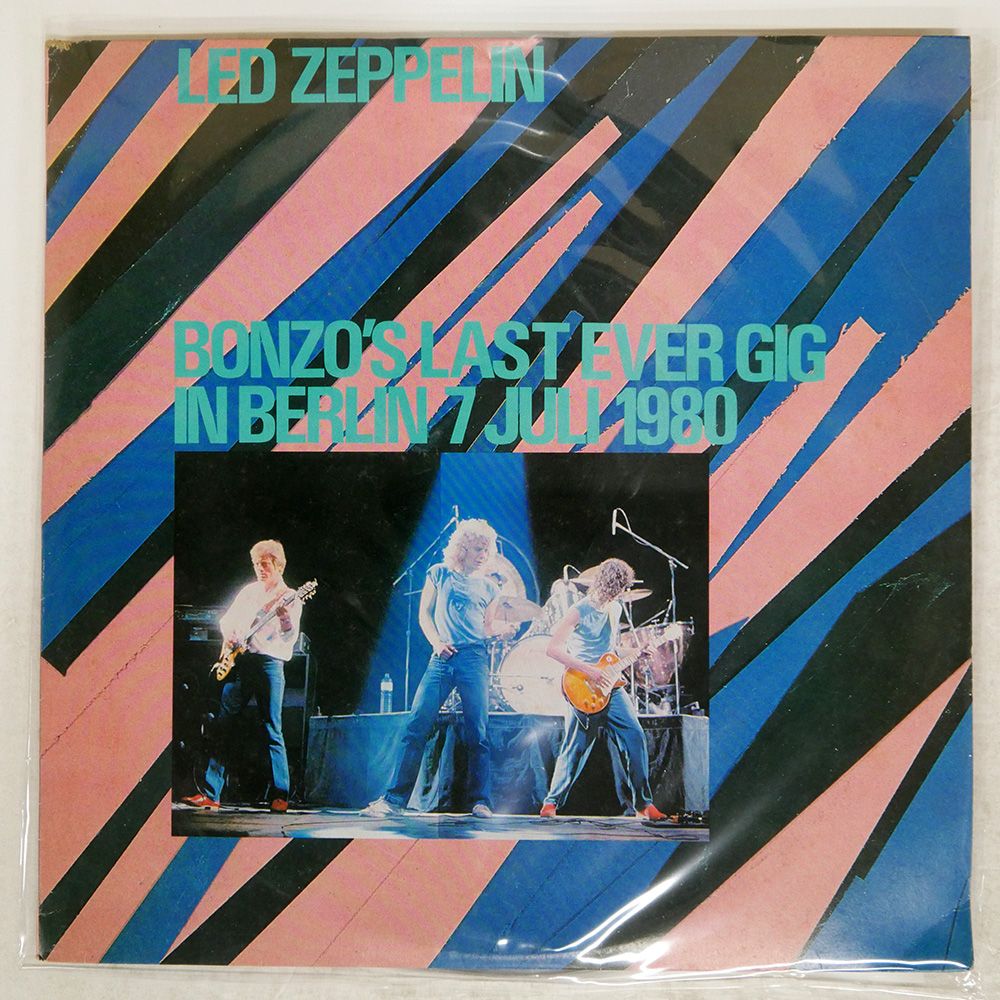 LED ZEPPELIN
BONZO'S LAST EVER GIG
IN BERLIN 7 JULI 1980